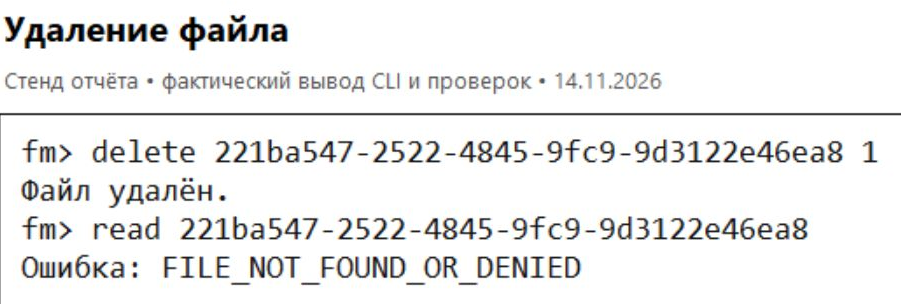 Удаление файла
Стенд отчёта • фактический вывод CLI и проверок • 14.11.2026
fm> delete 221ba547-2522-4845-9fc9-9d3122e46ea8 1
Файл удалён.
fm> read 221ba547-2522-4845-9fc9-9d3122e46ea8
Ошибка: FILE_NOT_FOUND_OR_DENIED